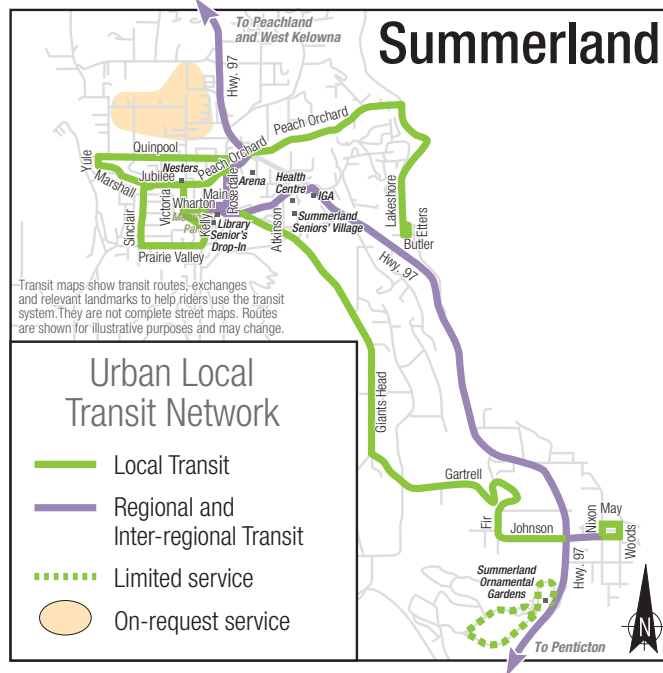 To Peachland
and West Kelowna
Summerland
Hwy. 97
Peach Orchard
Quinpool
Yule
Nesters
Peach Orchard
Jubilee
Marshall
Arena
Health
Centre
IGA
Main
Rosedale
Wharton
Victoria
Sinclair
Kelly
Library
Senior's
Drop-In
Atkinson
Summerland
Seniors' Village
Lakeshore
Etters
Butler
Prairie Valley
Hwy. 97
Transit maps show transit routes, exchanges
and relevant landmarks to help riders use the transit
system.They are not complete street maps. Routes
are shown for illustrative purposes and may change.
Urban Local
Transit Network
Local Transit
Regional and
Inter-regional Transit
Limited service
On-request service
Giants Head
Gartrell
Fir
Johnson
Nixon
May
Woods
Hwy. 97
Summerland
Ornamental
Gardens
To Penticton
N